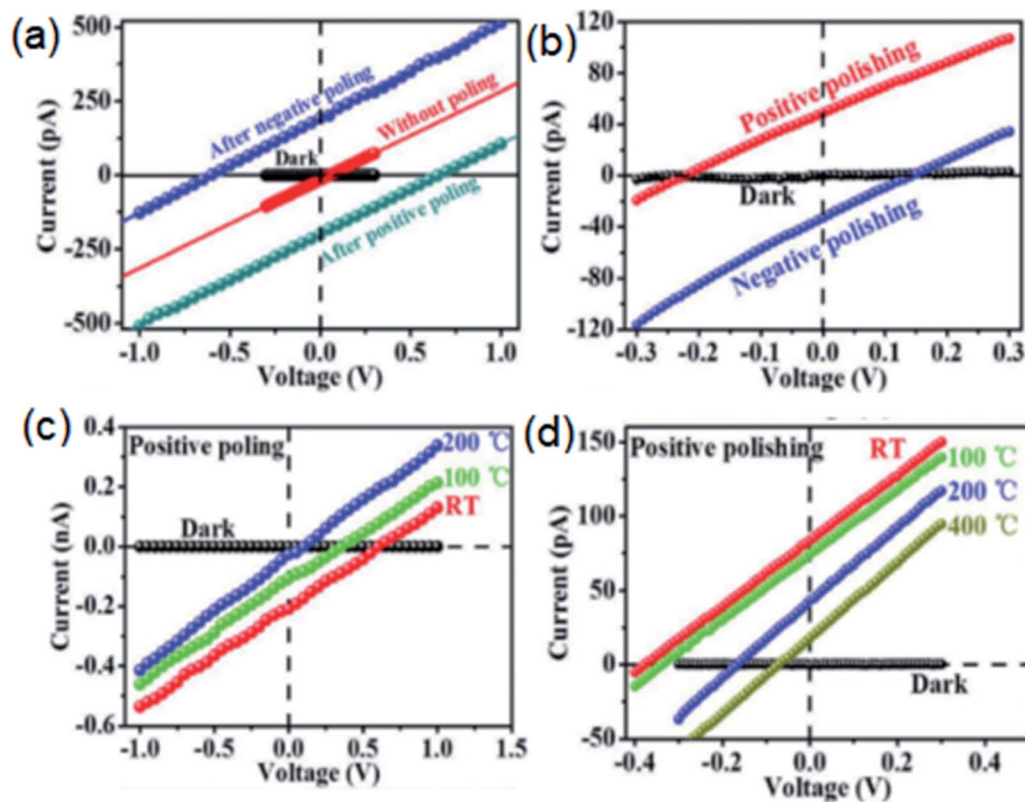 (a)
500
250
0
-250
-500
Current (pA)
After negative poling
Without poling
Dark
After positive poling
-1.0 -0.5 0.0 0.5 1.0
Voltage (V)
(b)
120
80
40
0
-40
-80
-120
Current (pA)
Positive polishing
Dark
Negative polishing
-0.3 -0.2 -0.1 0.0 0.1 0.2 0.3
Voltage (V)
(c)
0.4
0.2
0.0
-0.2
-0.4
-0.6
Current (nA)
Positive poling
200 ℃
100 ℃
RT
Dark
-1.0 -0.5 0.0 0.5 1.0 1.5
Voltage (V)
(d)
150
100
50
0
-50
Current (pA)
Positive polishing
RT
100 ℃
200 ℃
400 ℃
Dark
-0.4 -0.2 0.0 0.2 0.4
Voltage (V)